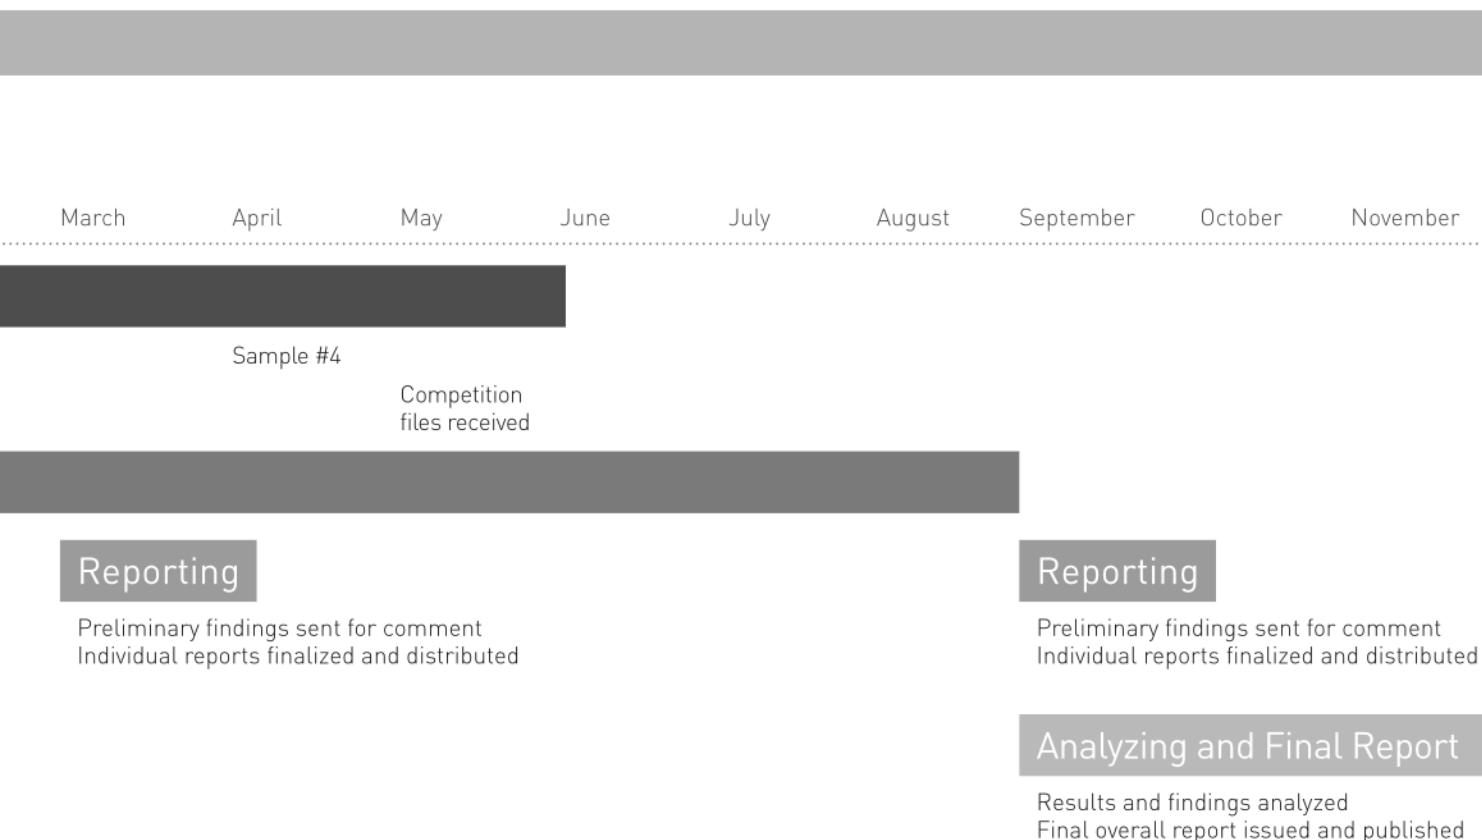 March April May June July August September October November
Sample #4
Competition
files received
Reporting
Preliminary findings sent for comment
Individual reports finalized and distributed
Reporting
Preliminary findings sent for comment
Individual reports finalized and distributed
Analyzing and Final Report
Results and findings analyzed
Final overall report issued and published